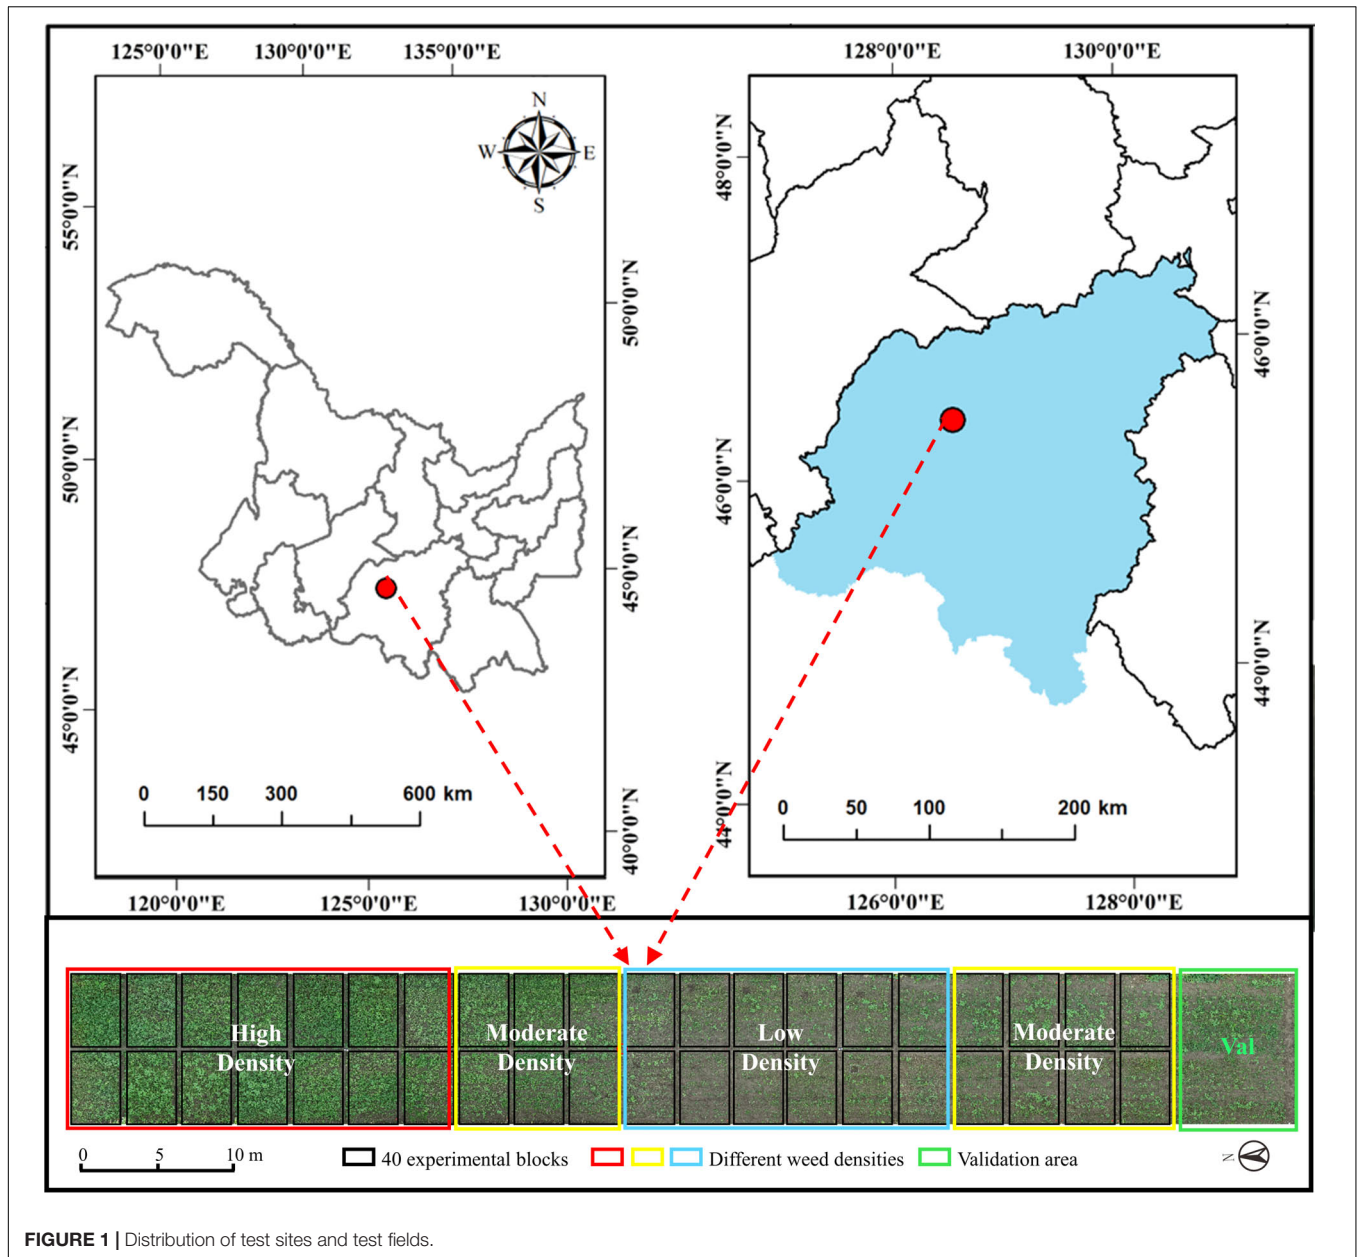 125°0'0"E 130°0'0"E 135°0'0"E
128°0'0"E 130°0'0"E
N
W E
S
55°0'0"N
50°0'0"N
45°0'0"N
50°0'0"N
45°0'0"N
40°0'0"N
48°0'0"N
46°0'0"N
44°0'0"N
46°0'0"N
44°0'0"N
0 150 300 600 km
0 50 100 200 km
120°0'0"E 125°0'0"E 130°0'0"E
126°0'0"E 128°0'0"E
High
Density
Moderate
Density
Low
Density
Moderate
Density
Val
0 5 10 m
40 experimental blocks
Different weed densities
Validation area
N
FIGURE 1 | Distribution of test sites and test fields.